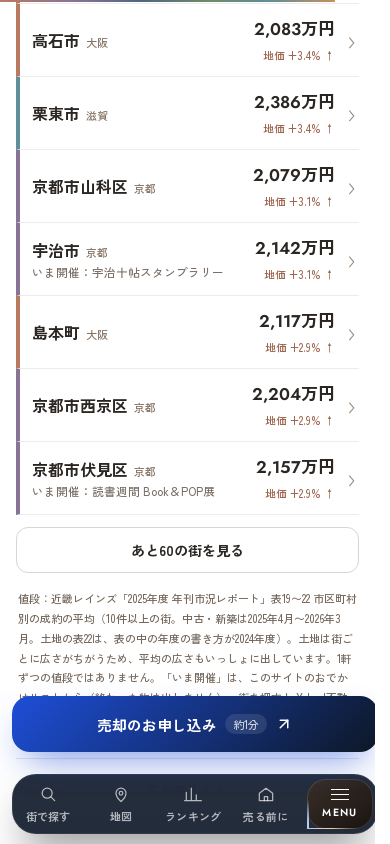 高石市 大阪
2,083万円
地価 +3.4% ↑
栗東市 滋賀
2,386万円
地価 +3.4% ↑
京都市山科区 京都
2,079万円
地価 +3.1% ↑
宇治市 京都
いま開催：宇治十帖スタンプラリー
2,142万円
地価 +3.1% ↑
島本町 大阪
2,117万円
地価 +2.9% ↑
京都市西京区 京都
2,204万円
地価 +2.9% ↑
京都市伏見区 京都
いま開催：読書週間 Book＆POP展
2,157万円
地価 +2.9% ↑
あと60の街を見る
値段：近畿レインズ「2025年度 年刊市況レポート」表19〜22 市区町村
別の成約の平均（10件以上の街。中古・新築は2025年4月〜2026年3
月。土地の表22は、表の中の年度の書き方が2024年度）。土地は街ご
とに広さがちがうため、平均の広さもいっしょに出しています。1軒
ずつの値段ではありません。「いま開催」は、このサイトのおでか
売却のお申し込み 約1分
街で探す
地図
ランキング
売る前に
MENU